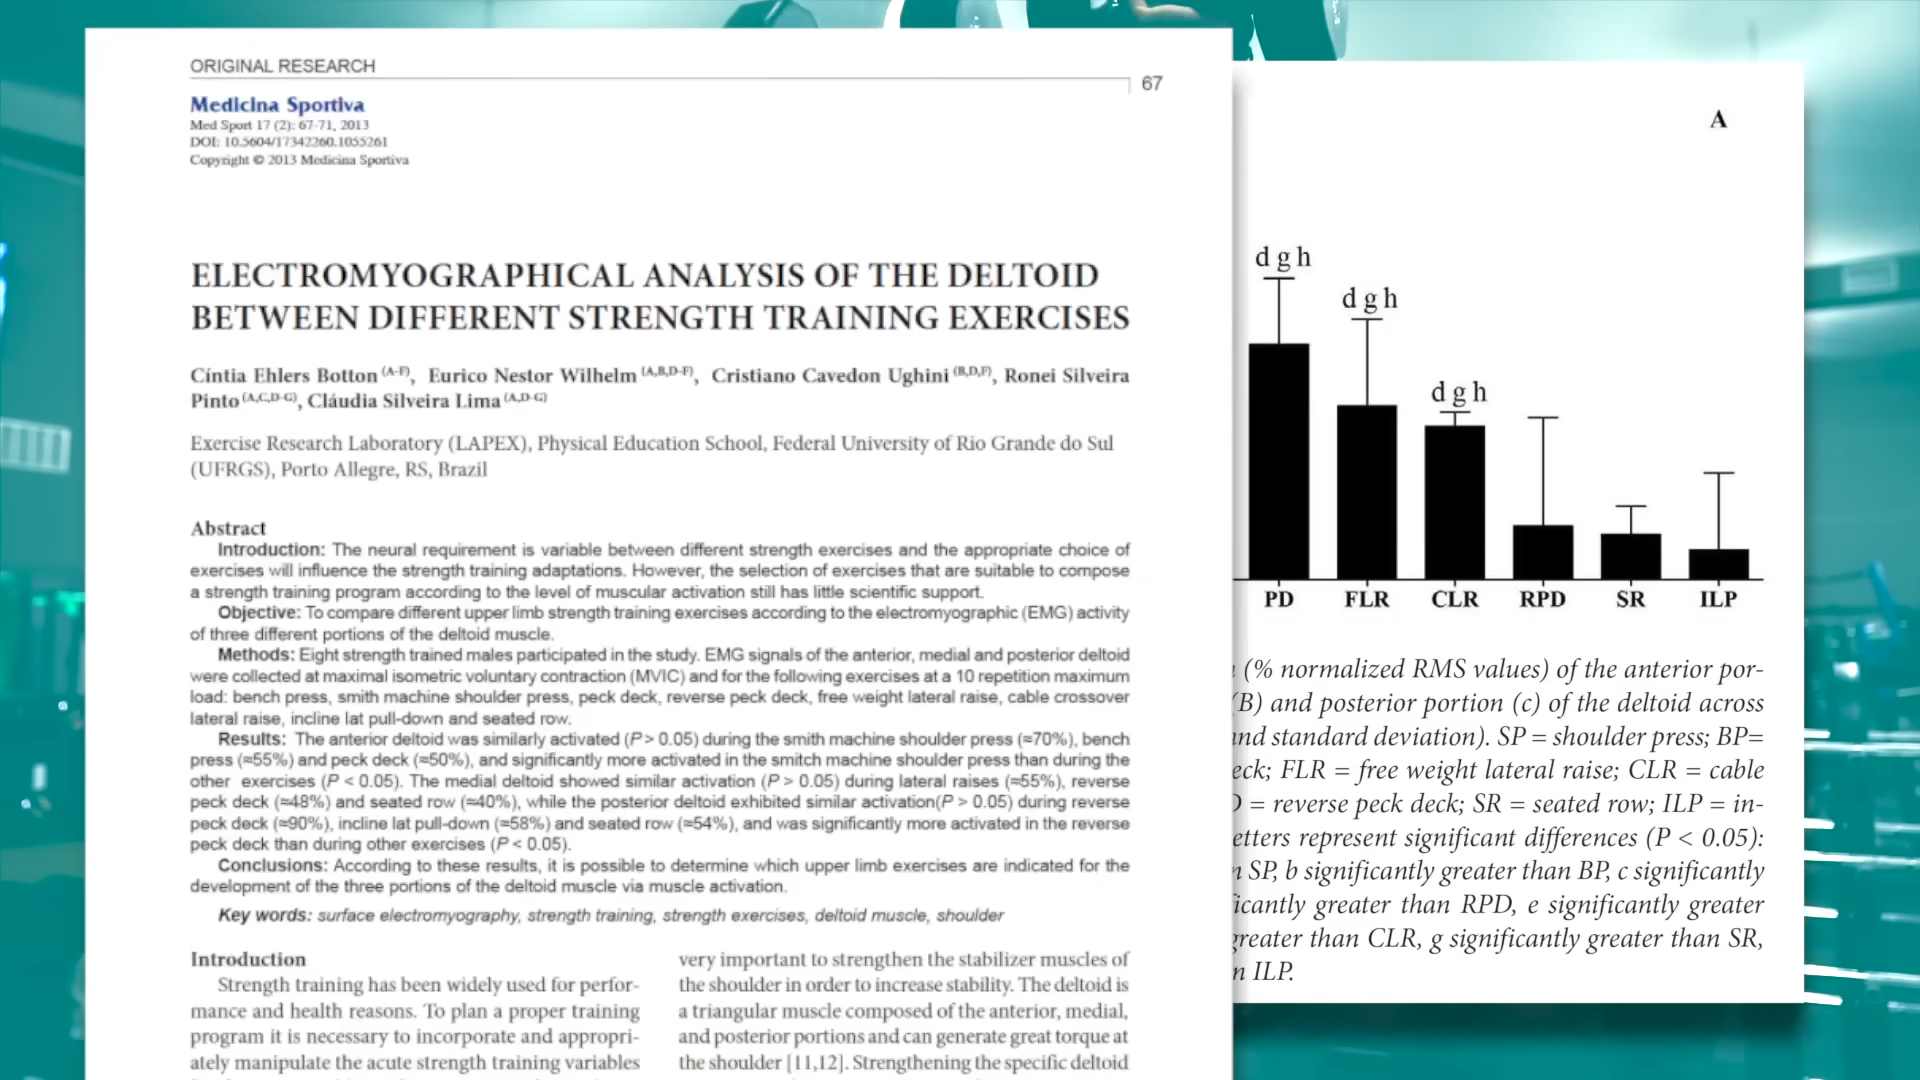 ORIGINAL RESEARCH
67
Medicina Sportiva
Med Sport 17 (2): 67-71, 2013
DOI: 10.5604/17342260.1055261
Copyright © 2013 Medicina Sportiva
ELECTROMYOGRAPHICAL ANALYSIS OF THE DELTOID
BETWEEN DIFFERENT STRENGTH TRAINING EXERCISES
Cíntia Ehlers Botton (A-F), Eurico Nestor Wilhelm (A,B,D-F), Cristiano Cavedon Ughini (B,D,F), Ronei Silveira
Pinto (A,C,D-G), Cláudia Silveira Lima (A,D-G)
Exercise Research Laboratory (LAPEX), Physical Education School, Federal University of Rio Grande do Sul
(UFRGS), Porto Allegre, RS, Brazil
Abstract
Introduction: The neural requirement is variable between different strength exercises and the appropriate choice of
exercises will influence the strength training adaptations. However, the selection of exercises that are suitable to compose
a strength training program according to the level of muscular activation still has little scientific support.
Objective: To compare different upper limb strength training exercises according to the electromyographic (EMG) activity
of three different portions of the deltoid muscle.
Methods: Eight strength trained males participated in the study. EMG signals of the anterior, medial and posterior deltoid
were collected at maximal isometric voluntary contraction (MVIC) and for the following exercises at a 10 repetition maximum
load: bench press, smith machine shoulder press, peck deck, reverse peck deck, free weight lateral raise, cable crossover
lateral raise, incline lat pull-down and seated row.
Results: The anterior deltoid was similarly activated (P > 0.05) during the smith machine shoulder press (≈70%), bench
press (≈55%) and peck deck (≈50%), and significantly more activated in the smitch machine shoulder press than during the
other exercises (P < 0.05). The medial deltoid showed similar activation (P > 0.05) during lateral raises (≈55%), reverse
peck deck (≈48%) and seated row (≈40%), while the posterior deltoid exhibited similar activation(P > 0.05) during reverse
peck deck (≈90%), incline lat pull-down (≈58%) and seated row (≈54%), and was significantly more activated in the reverse
peck deck than during other exercises (P < 0.05).
Conclusions: According to these results, it is possible to determine which upper limb exercises are indicated for the
development of the three portions of the deltoid muscle via muscle activation.
Key words: surface electromyography, strength training, strength exercises, deltoid muscle, shoulder
Introduction
Strength training has been widely used for perfor-
mance and health reasons. To plan a proper training
program it is necessary to incorporate and appropri-
ately manipulate the acute strength training variables
very important to strengthen the stabilizer muscles of
the shoulder in order to increase stability. The deltoid is
a triangular muscle composed of the anterior, medial,
and posterior portions and can generate great torque at
the shoulder [11,12]. Strengthening the specific deltoid
A
d g h
d g h
d g h
PD FLR CLR RPD SR ILP
(% normalized RMS values) of the anterior por-
(B) and posterior portion (c) of the deltoid across
nd standard deviation). SP = shoulder press; BP=
eck; FLR = free weight lateral raise; CLR = cable
= reverse peck deck; SR = seated row; ILP = in-
etters represent significant differences (P < 0.05):
n SP, b significantly greater than BP, c significantly
ficantly greater than RPD, e significantly greater
greater than CLR, g significantly greater than SR,
n ILP.